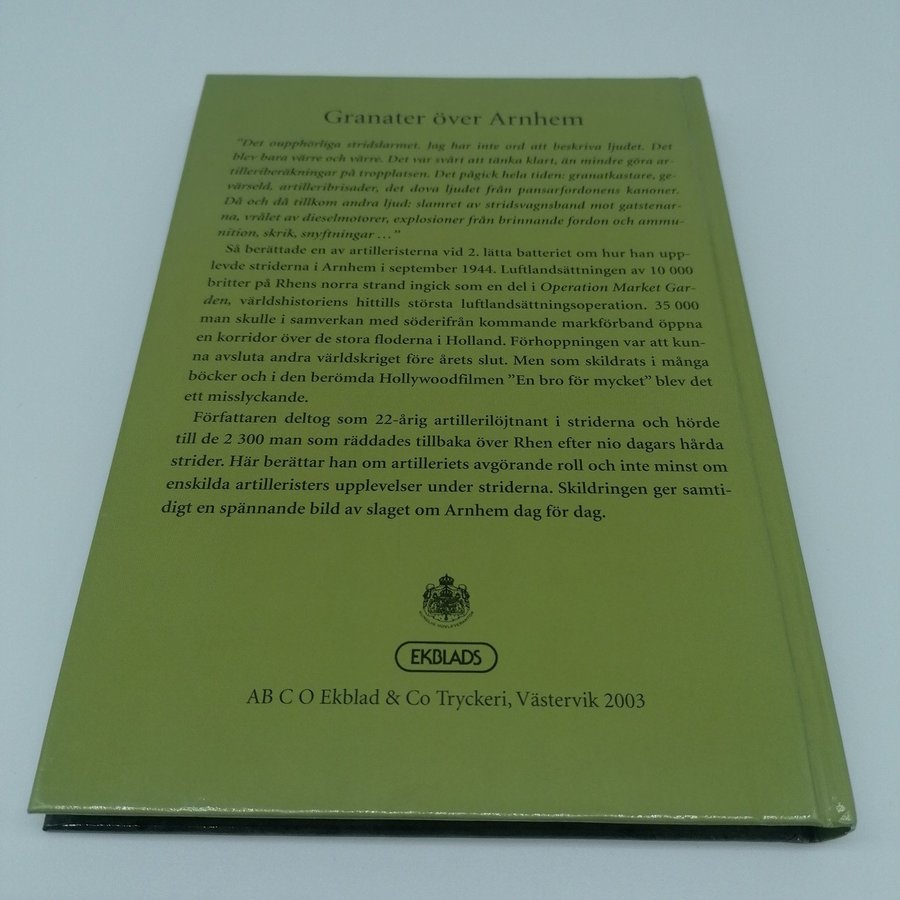 Granater över Arnhem
"Det oupphörliga stridslarmet. Jag har inte ord att beskriva ljudet. Det
blev bara värre och värre. Det var svårt att tänka klart, än mindre göra ar-
tilleriberäkningar på tropplatsen. Det pågick hela tiden: granatkastare, ge-
värseld, artilleribrisader, det dova ljudet från pansarfordonens kanoner.
Då och då tillkom andra ljud: slamret av stridsvagnsband mot gatstenar-
na, vrålet av dieselmotorer, explosioner från brinnande fordon och ammu-
nition, skrik, snyftningar ..."
Så berättade en av artilleristerna vid 2. lätta batteriet om hur han upp-
levde striderna i Arnhem i september 1944. Luftlandsättningen av 10 000
britter på Rhens norra strand ingick som en del i Operation Market Gar-
den, världshistoriens hittills största luftlandsättningsoperation. 35 000
man skulle i samverkan med söderifrån kommande markförband öppna
en korridor över de stora floderna i Holland. Förhoppningen var att kun-
na avsluta andra världskriget före årets slut. Men som skildrats i många
böcker och i den berömda Hollywoodfilmen "En bro för mycket" blev det
ett misslyckande.
Författaren deltog som 22-årig artillerilöjtnant i striderna och hörde
till de 2 300 man som räddades tillbaka över Rhen efter nio dagars hårda
strider. Här berättar han om artilleriets avgörande roll och inte minst om
enskilda artilleristers upplevelser under striderna. Skildringen ger samti-
digt en spännande bild av slaget om Arnhem dag för dag.
EKBLADS
AB C O Ekblad & Co Tryckeri, Västervik 2003